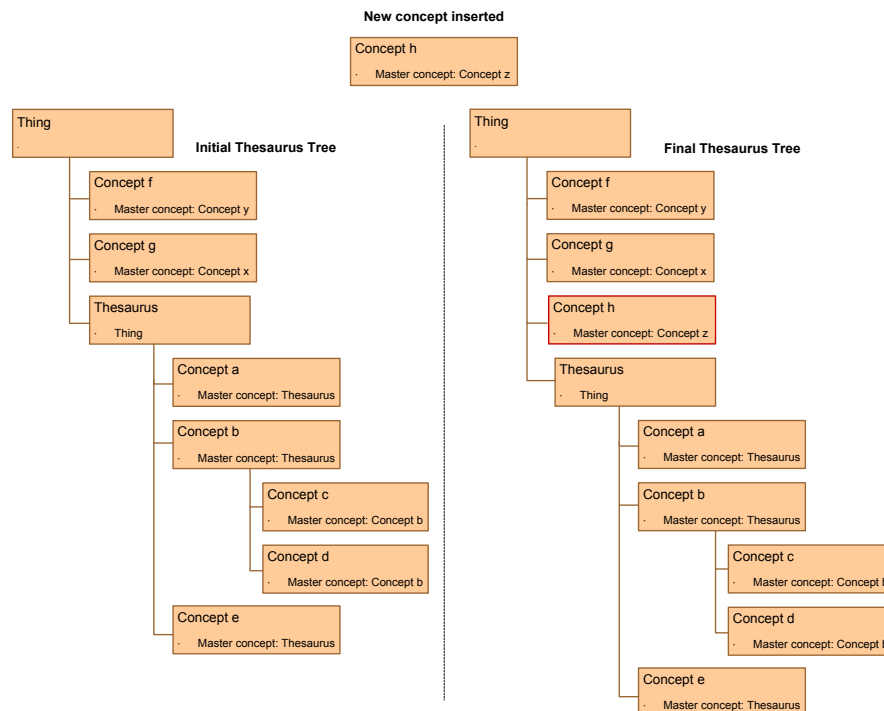 New concept inserted
Concept h
· Master concept: Concept z
Initial Thesaurus Tree
Thing
·
Concept f
· Master concept: Concept y
Concept g
· Master concept: Concept x
Thesaurus
· Thing
Concept a
· Master concept: Thesaurus
Concept b
· Master concept: Thesaurus
Concept c
· Master concept: Concept b
Concept d
· Master concept: Concept b
Concept e
· Master concept: Thesaurus
Final Thesaurus Tree
Thing
·
Concept f
· Master concept: Concept y
Concept g
· Master concept: Concept x
Concept h
· Master concept: Concept z
Thesaurus
· Thing
Concept a
· Master concept: Thesaurus
Concept b
· Master concept: Thesaurus
Concept c
· Master concept: Concept b
Concept d
· Master concept: Concept b
Concept e
· Master concept: Thesaurus